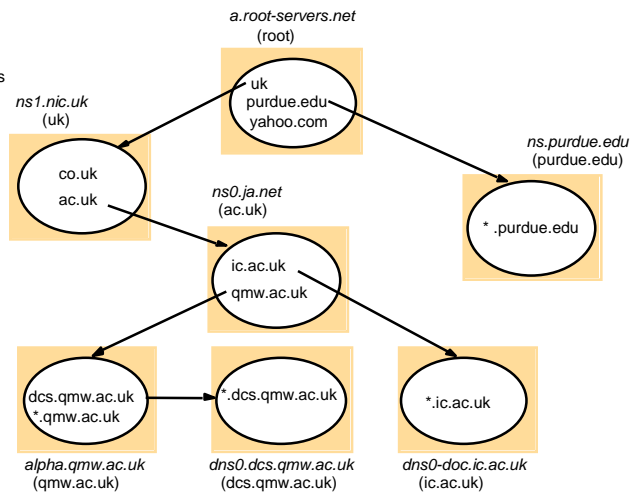 a.root-servers.net
(root)
s
uk
purdue.edu
yahoo.com
ns1.nic.uk
(uk)
co.uk
ac.uk
ns.purdue.edu
(purdue.edu)
* .purdue.edu
ns0.ja.net
(ac.uk)
ic.ac.uk
qmw.ac.uk
dcs.qmw.ac.uk
*.qmw.ac.uk
*.dcs.qmw.ac.uk
*.ic.ac.uk
alpha.qmw.ac.uk
(qmw.ac.uk)
dns0.dcs.qmw.ac.uk
(dcs.qmw.ac.uk)
dns0-doc.ic.ac.uk
(ic.ac.uk)